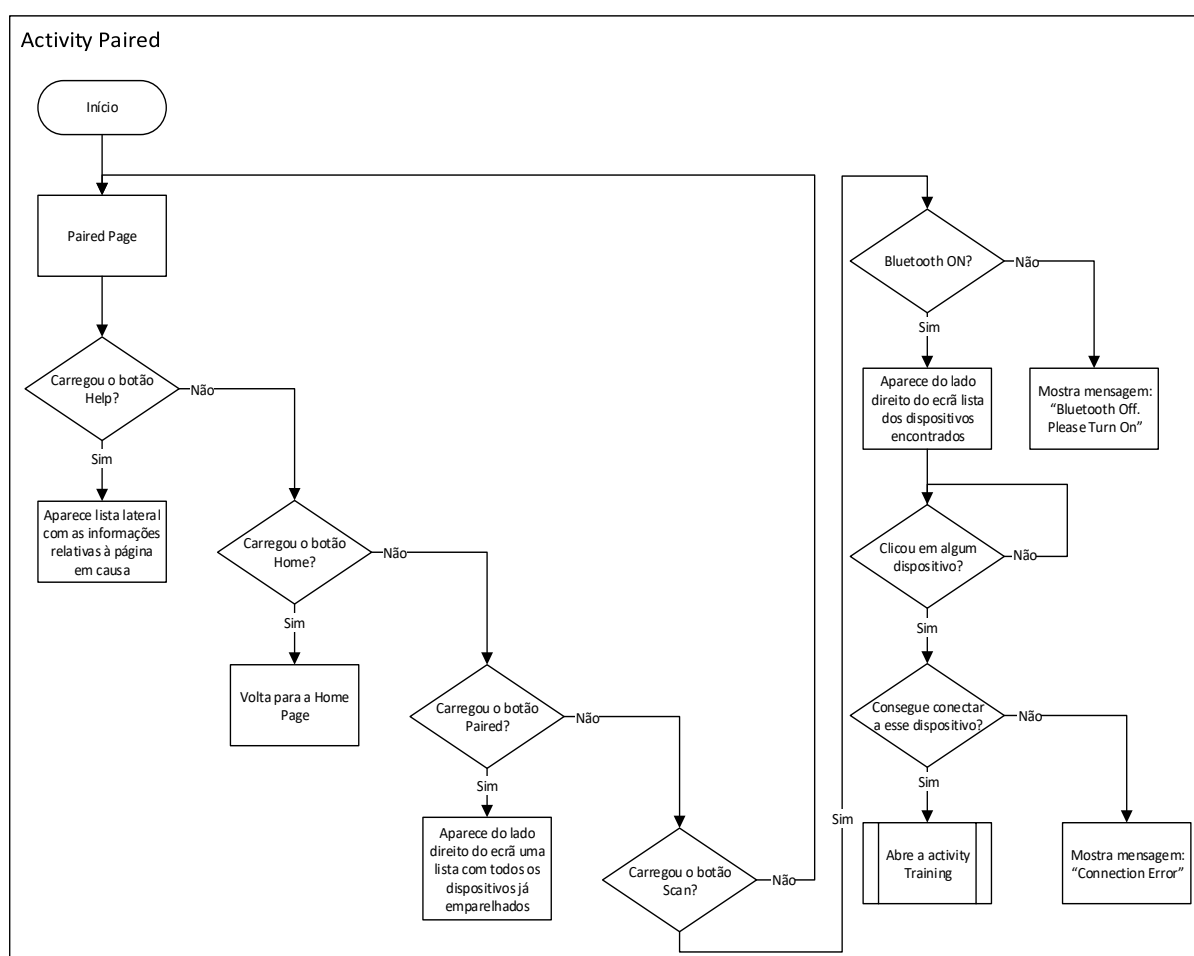 Activity Paired
Início
Paired Page
Carregou o botão
Help?
Não
Sim
Aparece lista lateral
com as informações
relativas à página
em causa
Carregou o botão
Home?
Não
Sim
Volta para a Home
Page
Carregou o botão
Paired?
Não
Sim
Aparece do lado
direito do ecrã uma
lista com todos os
dispositivos já
emparelhados
Carregou o botão
Scan?
Não
Sim
Bluetooth ON?
Não
Sim
Aparece do lado
direito do ecrã lista
dos dispositivos
encontrados
Mostra mensagem:
“Bluetooth Off.
Please Turn On”
Clicou em algum
dispositivo?
Não
Sim
Consegue conectar
a esse dispositivo?
Não
Sim
Abre a activity
Training
Mostra mensagem:
“Connection Error”